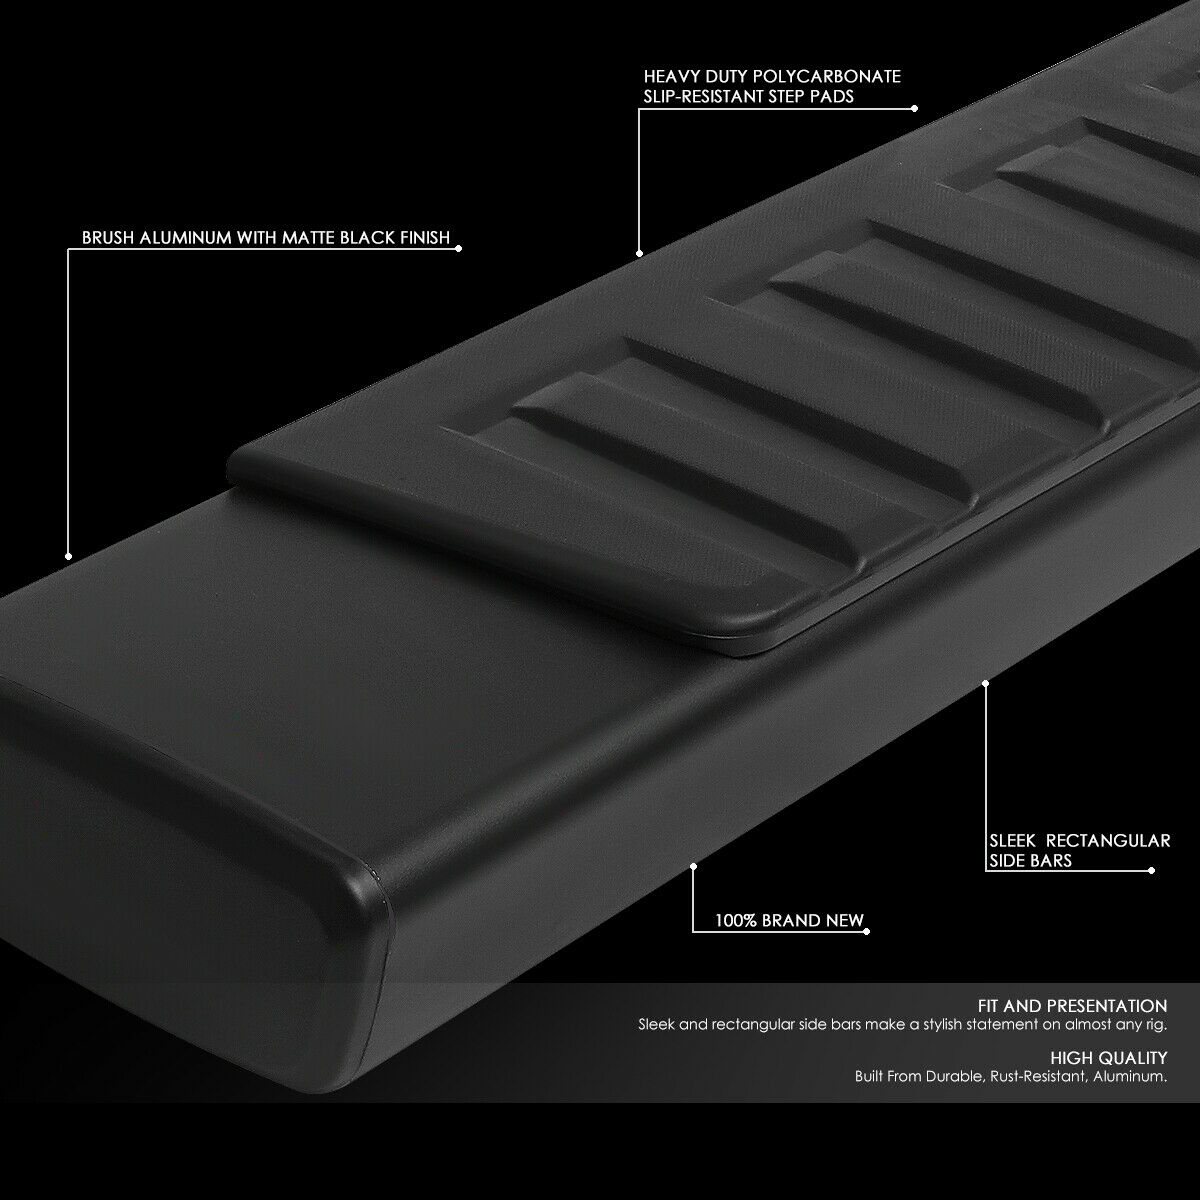 HEAVY DUTY POLYCARBONATE
SLIP-RESISTANT STEP PADS
BRUSH ALUMINUM WITH MATTE BLACK FINISH
SLEEK RECTANGULAR
SIDE BARS
100% BRAND NEW
FIT AND PRESENTATION
Sleek and rectangular side bars make a stylish statement on almost any rig.
HIGH QUALITY
Built From Durable, Rust-Resistant, Aluminum.